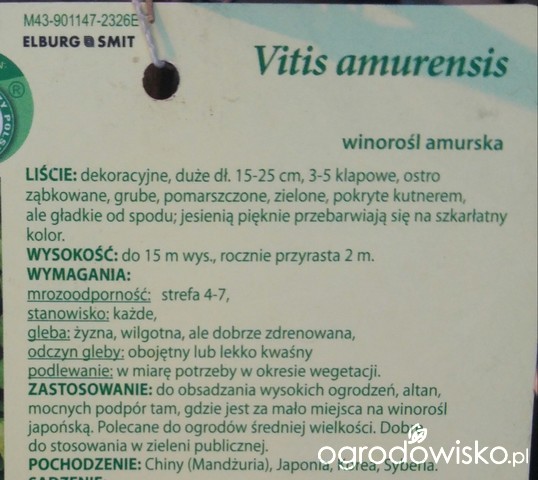 M43-901147-2326E
ELBURG SMIT
Vitis amurensis
winorośl amurska
LIŚCIE: dekoracyjne, duże dł. 15-25 cm, 3-5 klapowe, ostro
ząbkowane, grube, pomarszczone, zielone, pokryte kutnerem,
ale gładkie od spodu; jesienią pięknie przebarwiają się na szkarłatny
kolor.
WYSOKOŚĆ: do 15 m wys., rocznie przyrasta 2 m.
WYMAGANIA:
mrozoodporność: strefa 4-7,
stanowisko: każde,
gleba: żyzna, wilgotna, ale dobrze zdrenowana,
odczyn gleby: obojętny lub lekko kwaśny
podlewanie: w miarę potrzeby w okresie wegetacji.
ZASTOSOWANIE: do obsadzania wysokich ogrodzeń, altan,
mocnych podpór tam, gdzie jest za mało miejsca na winorośl
japońską. Polecane do ogrodów średniej wielkości. Dobre
do stosowania w zieleni publicznej.
POCHODZENIE: Chiny (Mandżuria), Japonia, Korea, Syberia.
ogrodowisko.pl